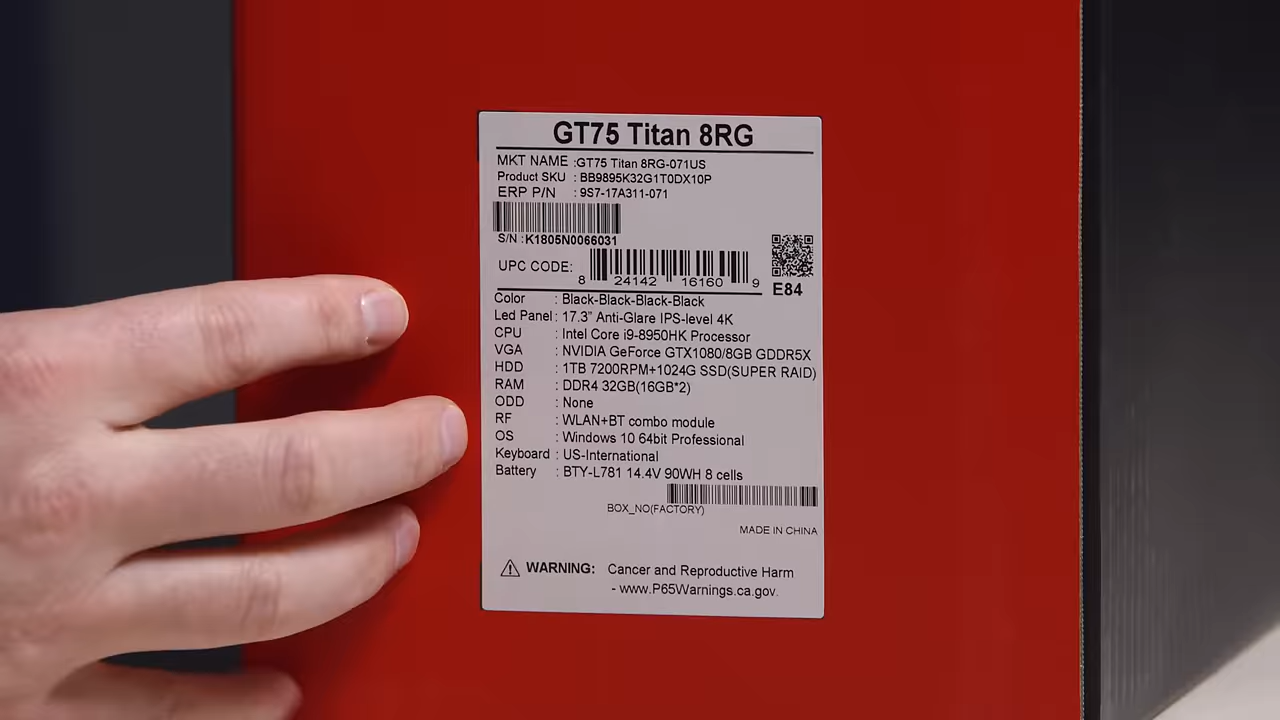 GT75 Titan 8RG
MKT NAME :GT75 Titan 8RG-071US
Product SKU : BB9895K32G1T0DX10P
ERP P/N : 9S7-17A311-071
S/N :K1805N0066031
UPC CODE: 8 24142 16160 9
E84
Color : Black-Black-Black-Black
Led Panel: 17.3" Anti-Glare IPS-level 4K
CPU : Intel Core i9-8950HK Processor
VGA : NVIDIA GeForce GTX1080/8GB GDDR5X
HDD : 1TB 7200RPM+1024G SSD(SUPER RAID)
RAM : DDR4 32GB(16GB*2)
ODD : None
RF : WLAN+BT combo module
OS : Windows 10 64bit Professional
Keyboard : US-International
Battery : BTY-L781 14.4V 90WH 8 cells
BOX_NO(FACTORY)
MADE IN CHINA
WARNING: Cancer and Reproductive Harm
- www.P65Warnings.ca.gov.